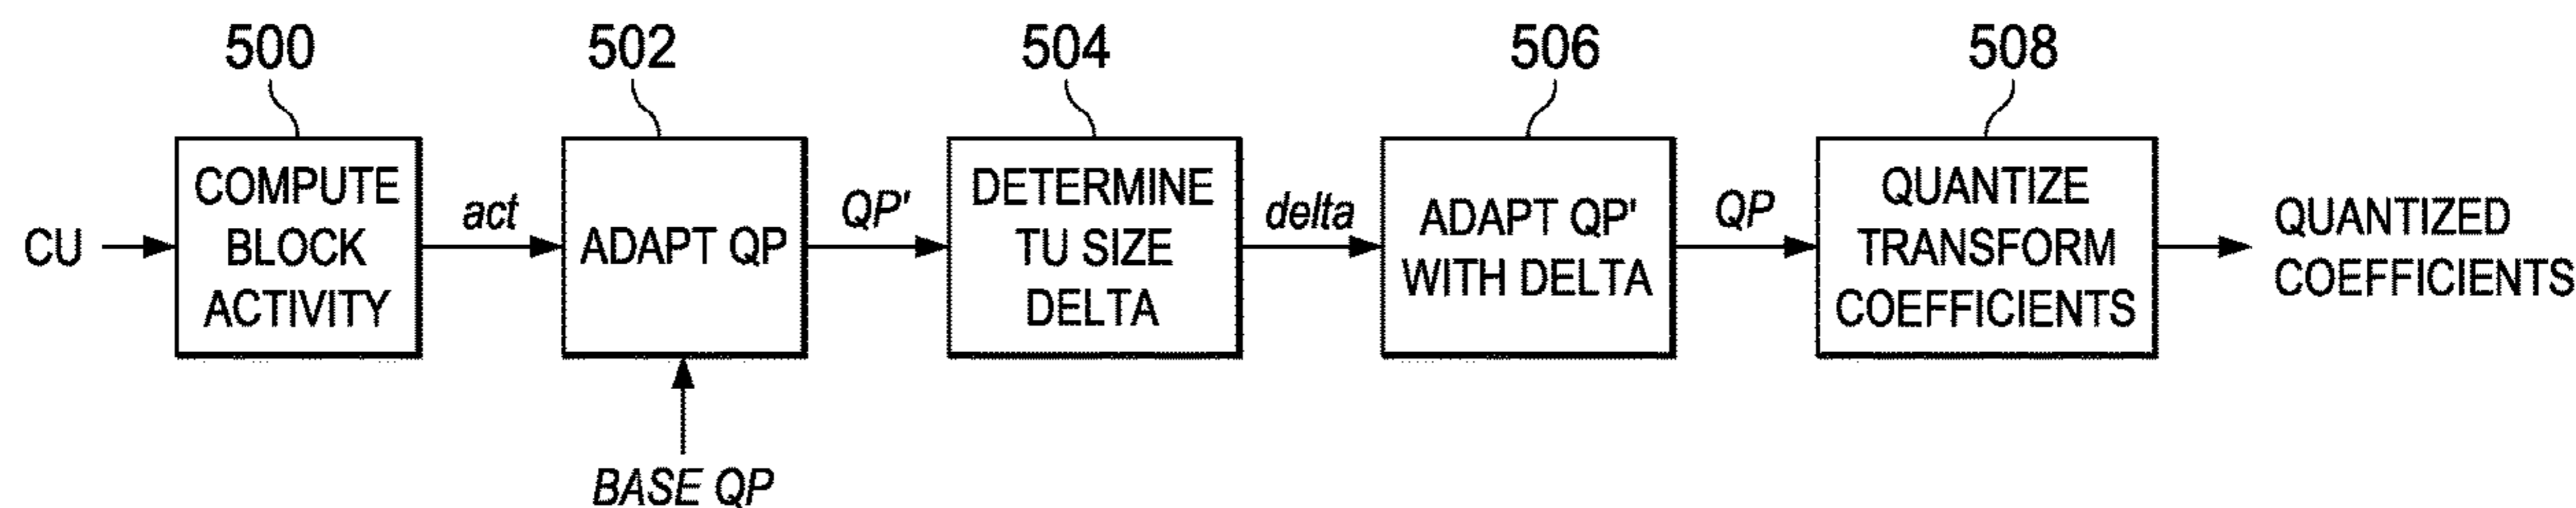 500
502
504
506
508
CU
COMPUTE
BLOCK
ACTIVITY
act
ADAPT QP
BASE QP
QP'
DETERMINE
TU SIZE
DELTA
delta
ADAPT QP'
WITH DELTA
QP
QUANTIZE
TRANSFORM
COEFFICIENTS
QUANTIZED
COEFFICIENTS